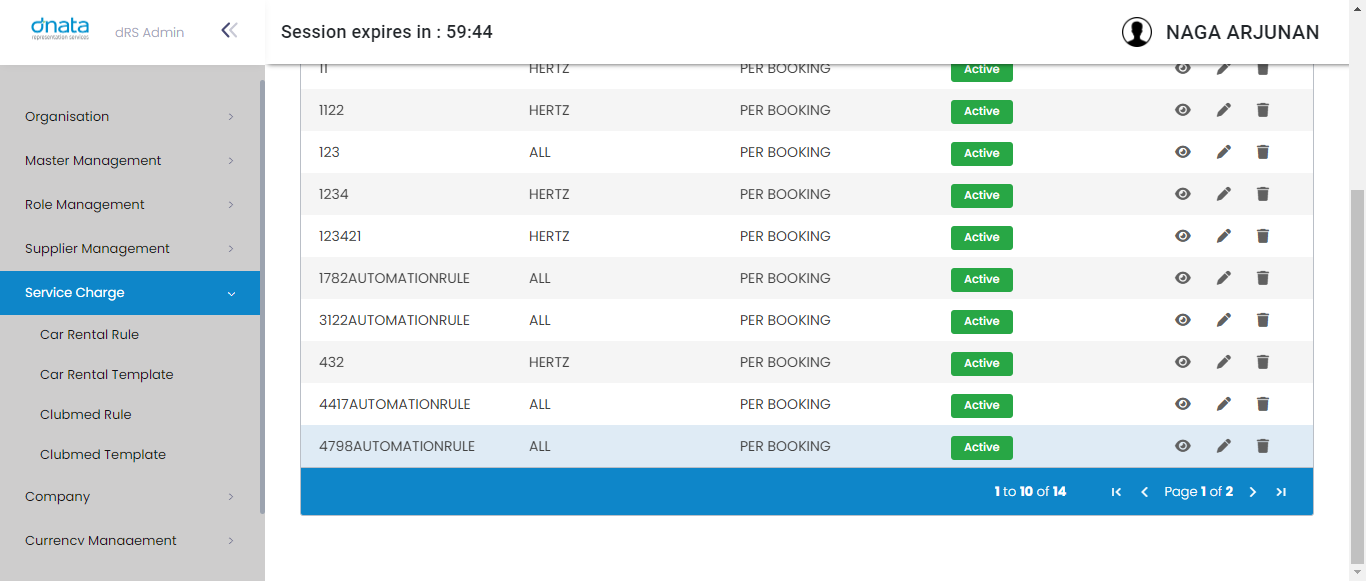 dnata
representation services
dRS Admin
Session expires in : 59:44
NAGA ARJUNAN
Organisation
Master Management
Role Management
Supplier Management
Service Charge
Car Rental Rule
Car Rental Template
Clubmed Rule
Clubmed Template
Company
Currency Management
11 HERTZ PER BOOKING Active
1122 HERTZ PER BOOKING Active
123 ALL PER BOOKING Active
1234 HERTZ PER BOOKING Active
123421 HERTZ PER BOOKING Active
1782AUTOMATIONRULE ALL PER BOOKING Active
3122AUTOMATIONRULE ALL PER BOOKING Active
432 HERTZ PER BOOKING Active
4417AUTOMATIONRULE ALL PER BOOKING Active
4798AUTOMATIONRULE ALL PER BOOKING Active
1 to 10 of 14 Page 1 of 2